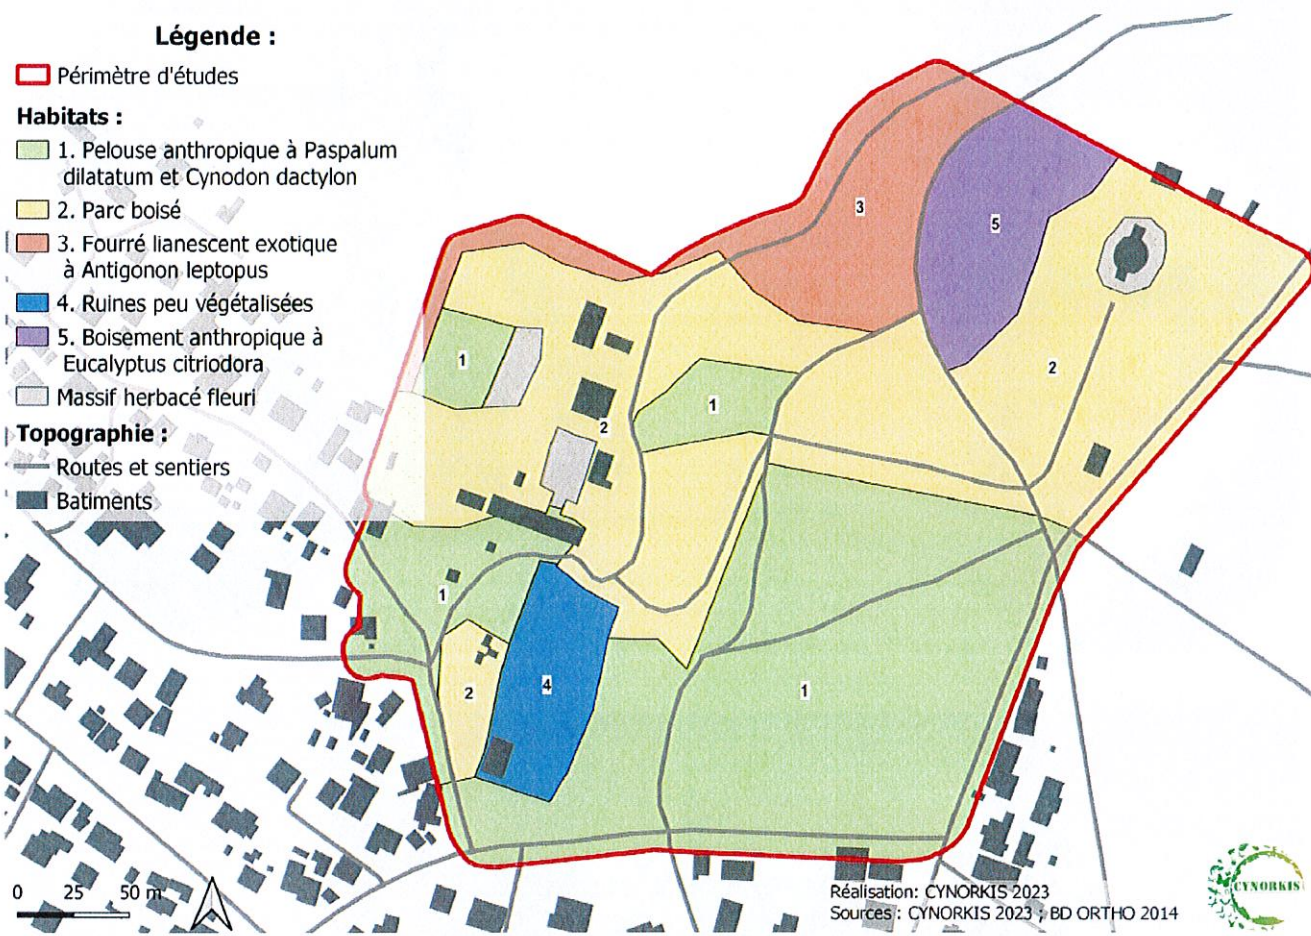 Légende :
Périmètre d'études
Habitats :
1. Pelouse anthropique à Paspalum
dilatatum et Cynodon dactylon
2. Parc boisé
3. Fourré lianescent exotique
à Antigonon leptopus
4. Ruines peu végétalisées
5. Boisement anthropique à
Eucalyptus citriodora
Massif herbacé fleuri
Topographie :
Routes et sentiers
Batiments
3
5
1
2
1
2
1
2
4
1
0 25 50 m
Réalisation: CYNORKIS 2023
Sources : CYNORKIS 2023 ; BD ORTHO 2014
CYNORKIS